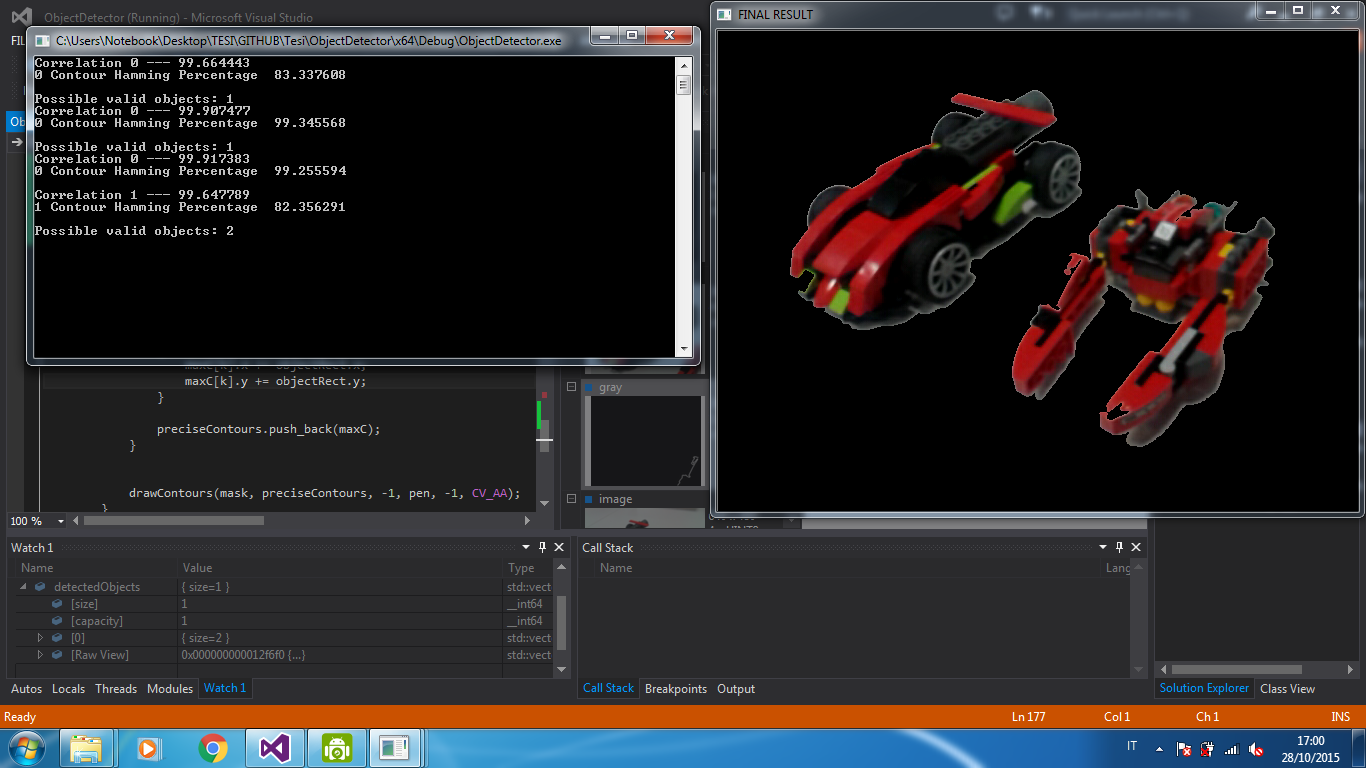 ObjectDetector (Running) - Microsoft Visual Studio
C:\Users\Notebook\Desktop\TESI\GITHUB\Tesi\ObjectDetector\x64\Debug\ObjectDetector.exe
Correlation 0 --- 99.664443
0 Contour Hamming Percentage  83.337608
Possible valid objects: 1
Correlation 0 --- 99.907477
0 Contour Hamming Percentage  99.345568
Possible valid objects: 1
Correlation 0 --- 99.917383
0 Contour Hamming Percentage  99.255594
Correlation 1 --- 99.647789
1 Contour Hamming Percentage  82.356291
Possible valid objects: 2
FINAL RESULT
maxC[k].y += objectRect.y;
}
preciseContours.push_back(maxC);
}
drawContours(mask, preciseContours, -1, pen, -1, CV_AA);
}
100 %
gray
image
Watch 1
Name Value Type
detectedObjects { size=1 } std::vect
[size] 1 __int64
[capacity] 1 __int64
[0] { size=2 } std::vect
[Raw View] 0x000000000012f6f0 {...} std::vect
Autos Locals Threads Modules Watch 1
Call Stack
Name Lang
Call Stack Breakpoints Output
Solution Explorer Class View
Ready Ln 177 Col 1 Ch 1 INS
IT 17:00
28/10/2015